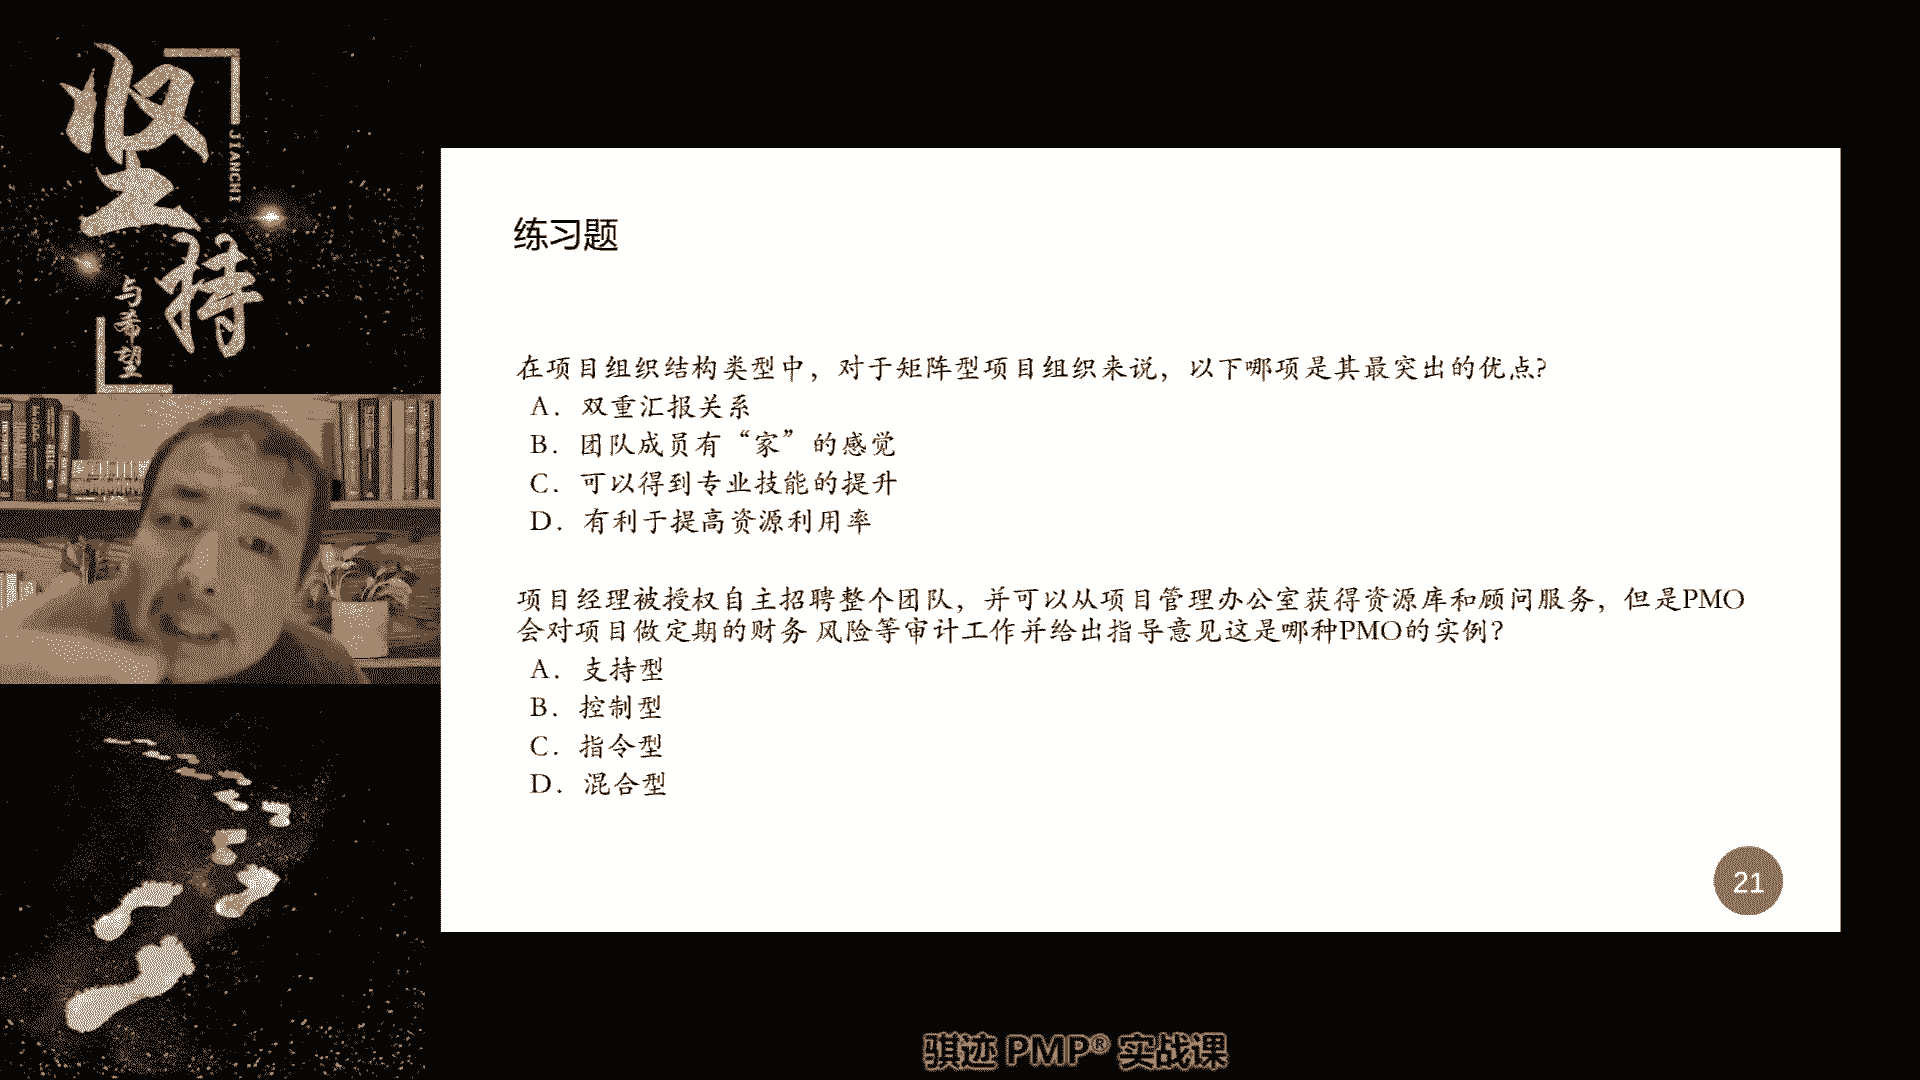 坚持
JIANCHI
与希望
练习题
在项目组织结构类型中，对于矩阵型项目组织来说，以下哪项是其最突出的优点?
A. 双重汇报关系
B. 团队成员有“家”的感觉
C. 可以得到专业技能的提升
D. 有利于提高资源利用率
项目经理被授权自主招聘整个团队，并可以从项目管理办公室获得资源库和顾问服务，但是PMO
会对项目做定期的财务 风险等审计工作并给出指导意见这是哪种PMO的实例?
A. 支持型
B. 控制型
C. 指令型
D. 混合型
21
骐迹 PMP® 实战课